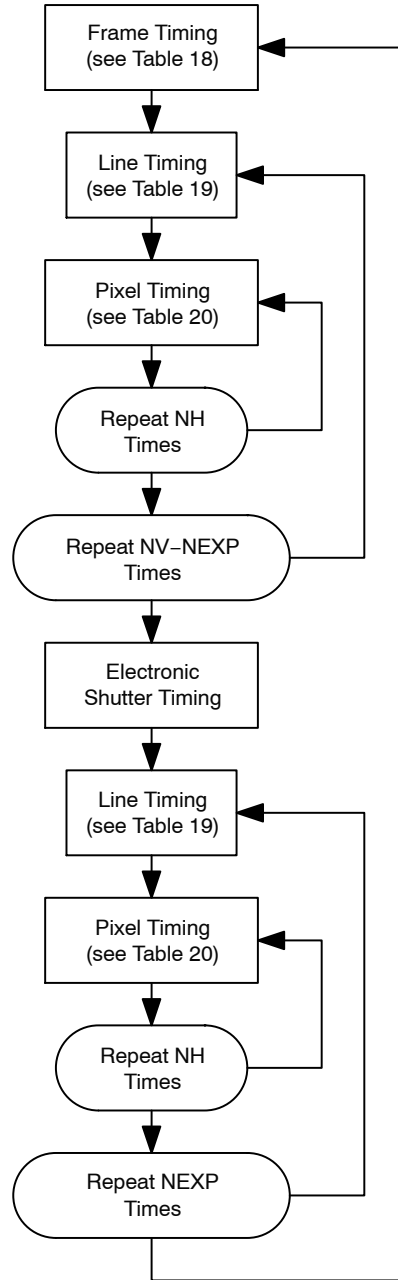 Frame Timing
(see Table 18)
Line Timing
(see Table 19)
Pixel Timing
(see Table 20)
Repeat NH
Times
Repeat NV−NEXP
Times
Electronic
Shutter Timing
Line Timing
(see Table 19)
Pixel Timing
(see Table 20)
Repeat NH
Times
Repeat NEXP
Times